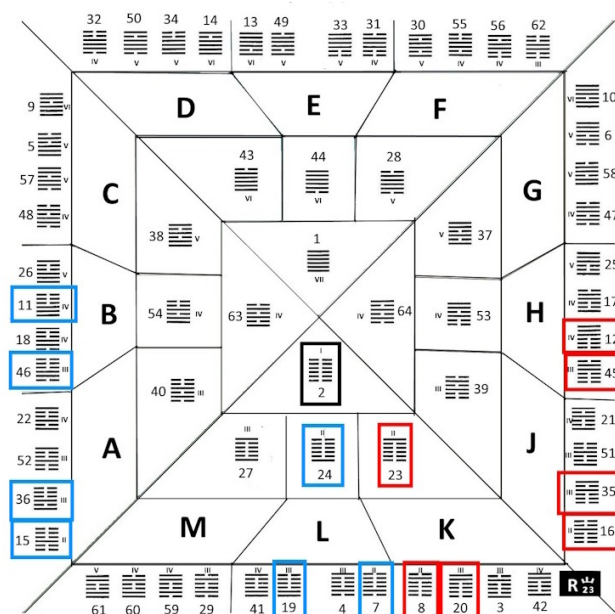 32 50 34 14 13 49 33 31 30 55 56 62
IV V V VI VI V V IV V V IV III
D E F
9 VI VI 10
5 V V 6
43 44 28
VI VI V
57 V V 58
C G
48 IV IV 47
38 V V 37
1
VII
26 V V 25
11 IV IV 17
B H
54 IV 63 IV IV 64 IV 53
18 IV IV 12
46 III III 45
I
2
40 III III 39
22 IV IV 21
A J
52 III III 51
III II II
27 24 23
36 III III 35
15 II II 16
M L K
V IV IV III IV III III II II III III IV
61 60 59 29 41 19 4 7 8 20 3 42
R 23